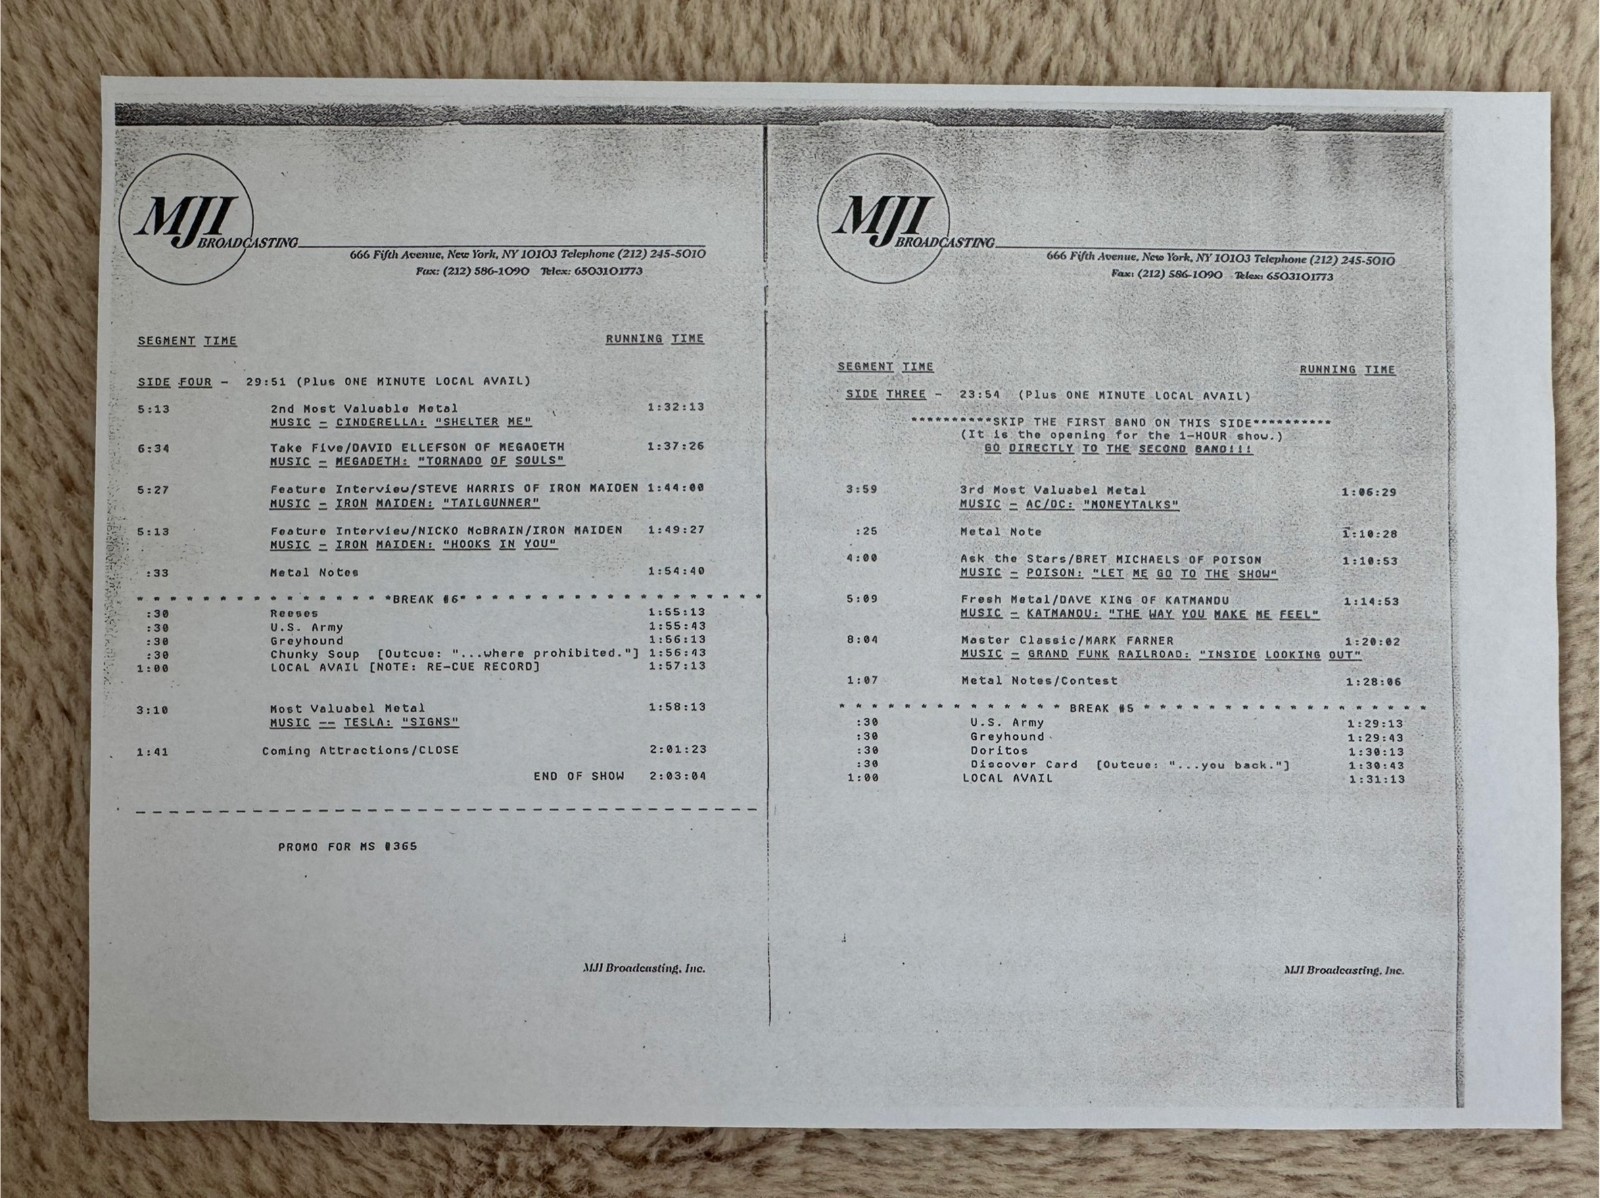 MJI
BROADCASTING
666 Fifth Avenue, New York, NY 10103 Telephone (212) 245-5010
Fax: (212) 586-1090 Telex: 6503101773
SEGMENT TIME RUNNING TIME
SIDE FOUR - 29:51 (Plus ONE MINUTE LOCAL AVAIL)
5:13 2nd Most Valuable Metal 1:32:13
MUSIC - CINDERELLA: "SHELTER ME"
6:34 Take Five/DAVID ELLEFSON OF MEGADETH 1:37:26
MUSIC - MEGADETH: "TORNADO OF SOULS"
5:27 Feature Interview/STEVE HARRIS OF IRON MAIDEN 1:44:00
MUSIC - IRON MAIDEN: "TAILGUNNER"
5:13 Feature Interview/NICKO McBRAIN/IRON MAIDEN 1:49:27
MUSIC - IRON MAIDEN: "HOOKS IN YOU"
:33 Metal Notes 1:54:40
* * * * * * * * * * * * * * * *BREAK #6* * * * * * * * * * * * * * * * * * *
:30 Reeses 1:55:13
:30 U.S. Army 1:55:43
:30 Greyhound 1:56:13
:30 Chunky Soup [Outcue: "...where prohibited."] 1:56:43
1:00 LOCAL AVAIL [NOTE: RE-CUE RECORD] 1:57:13
3:10 Most Valuabel Metal 1:58:13
MUSIC -- TESLA: "SIGNS"
1:41 Coming Attractions/CLOSE 2:01:23
END OF SHOW 2:03:04
PROMO FOR MS #365
MJI Broadcasting, Inc.
MJI
BROADCASTING
666 Fifth Avenue, New York, NY 10103 Telephone (212) 245-5010
Fax: (212) 586-1090 Telex: 6503101773
SEGMENT TIME RUNNING TIME
SIDE THREE - 23:54 (Plus ONE MINUTE LOCAL AVAIL)
**********SKIP THE FIRST BAND ON THIS SIDE**********
(It is the opening for the 1-HOUR show.)
GO DIRECTLY TO THE SECOND BAND!!!
3:59 3rd Most Valuabel Metal 1:06:29
MUSIC - AC/DC: "MONEYTALKS"
:25 Metal Note 1:10:28
4:00 Ask the Stars/BRET MICHAELS OF POISON 1:10:53
MUSIC - POISON: "LET ME GO TO THE SHOW"
5:09 Fresh Metal/DAVE KING OF KATMANDU 1:14:53
MUSIC - KATMANDU: "THE WAY YOU MAKE ME FEEL"
8:04 Master Classic/MARK FARNER 1:20:02
MUSIC - GRAND FUNK RAILROAD: "INSIDE LOOKING OUT"
1:07 Metal Notes/Contest 1:28:06
* * * * * * * * * * * * * * BREAK #5 * * * * * * * * * * * * * * * * * *
:30 U.S. Army 1:29:13
:30 Greyhound 1:29:43
:30 Doritos 1:30:13
:30 Discover Card [Outcue: "...you back."] 1:30:43
1:00 LOCAL AVAIL 1:31:13
MJI Broadcasting, Inc.